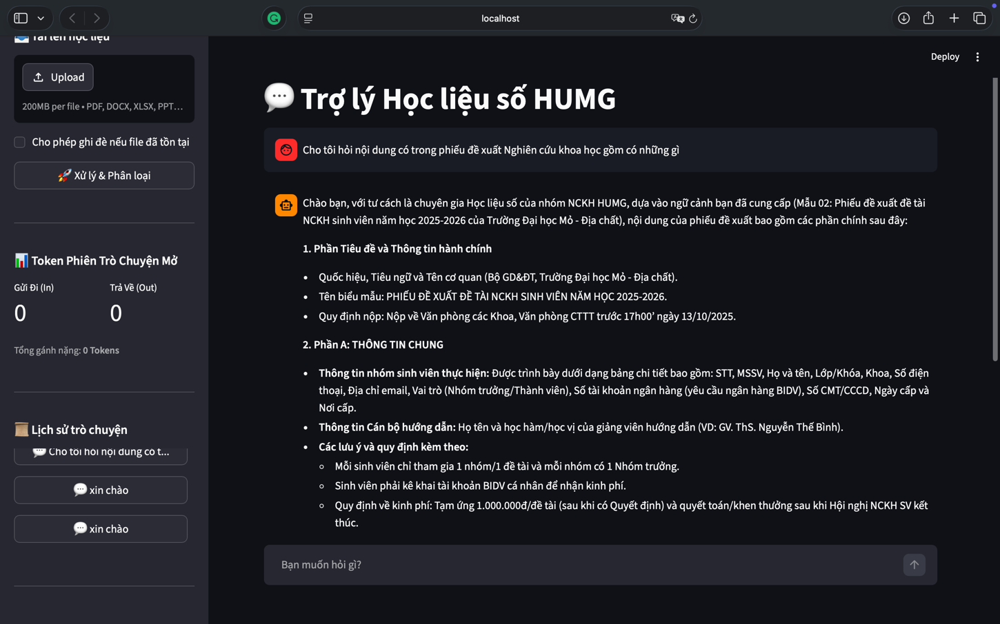 localhost
Tải lên học liệu
Upload
200MB per file • PDF, DOCX, XLSX, PPT...
Cho phép ghi đè nếu file đã tồn tại
🚀 Xử lý & Phân loại
📊 Token Phiên Trò Chuyện Mở
Gửi Đi (In)
Trả Về (Out)
0
0
Tổng gánh nặng: 0 Tokens
📜 Lịch sử trò chuyện
💬 Cho tôi hỏi nội dung có t...
💬 xin chào
💬 xin chào
Deploy
💬 Trợ lý Học liệu số HUMG
Cho tôi hỏi nội dung có trong phiếu đề xuất Nghiên cứu khoa học gồm có những gì
Chào bạn, với tư cách là chuyên gia Học liệu số của nhóm NCKH HUMG, dựa vào ngữ cảnh bạn đã cung cấp (Mẫu 02: Phiếu đề xuất đề tài
NCKH sinh viên năm học 2025-2026 của Trường Đại học Mỏ - Địa chất), nội dung của phiếu đề xuất bao gồm các phần chính sau đây:
1. Phần Tiêu đề và Thông tin hành chính
• Quốc hiệu, Tiêu ngữ và Tên cơ quan (Bộ GD&ĐT, Trường Đại học Mỏ - Địa chất).
• Tên biểu mẫu: PHIẾU ĐỀ XUẤT ĐỀ TÀI NCKH SINH VIÊN NĂM HỌC 2025-2026.
• Quy định nộp: Nộp về Văn phòng các Khoa, Văn phòng CTTT trước 17h00’ ngày 13/10/2025.
2. Phần A: THÔNG TIN CHUNG
• Thông tin nhóm sinh viên thực hiện: Được trình bày dưới dạng bảng chi tiết bao gồm: STT, MSSV, Họ và tên, Lớp/Khóa, Khoa, Số điện
thoại, Địa chỉ email, Vai trò (Nhóm trưởng/Thành viên), Số tài khoản ngân hàng (yêu cầu ngân hàng BIDV), Số CMT/CCCD, Ngày cấp và
Nơi cấp.
• Thông tin Cán bộ hướng dẫn: Họ tên và học hàm/học vị của giảng viên hướng dẫn (VD: GV. ThS. Nguyễn Thế Bình).
• Các lưu ý và quy định kèm theo:
◦ Mỗi sinh viên chỉ tham gia 1 nhóm/1 đề tài và mỗi nhóm có 1 Nhóm trưởng.
◦ Sinh viên phải kê khai tài khoản BIDV cá nhân để nhận kinh phí.
◦ Quy định về kinh phí: Tạm ứng 1.000.000đ/đề tài (sau khi có Quyết định) và quyết toán/khen thưởng sau khi Hội nghị NCKH SV kết
thúc.
Bạn muốn hỏi gì?